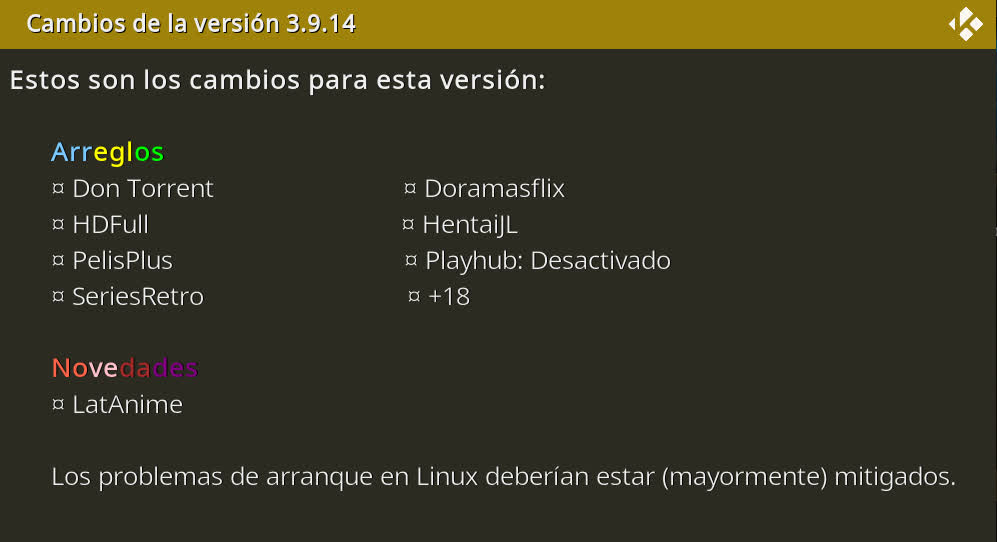 Cambios de la versión 3.9.14
Estos son los cambios para esta versión:
Arreglos
¤ Don Torrent ¤ Doramasflix
¤ HDFull ¤ HentaiJL
¤ PelisPlus ¤ Playhub: Desactivado
¤ SeriesRetro ¤ +18
Novedades
¤ LatAnime
Los problemas de arranque en Linux deberían estar (mayormente) mitigados.